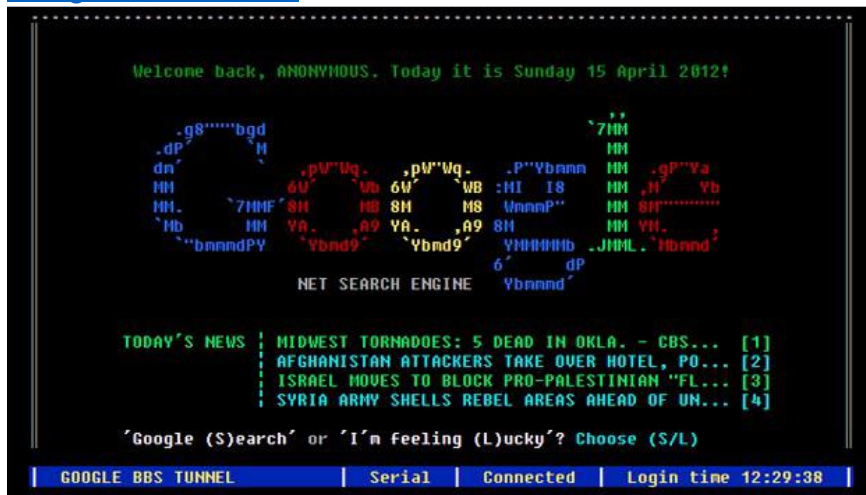 Welcome back, ANONYMOUS. Today it is Sunday 15 April 2012!
Google
NET SEARCH ENGINE
TODAY'S NEWS
MIDWEST TORNADOES: 5 DEAD IN OKLA. - CBS... [1]
AFGHANISTAN ATTACKERS TAKE OVER HOTEL, PO... [2]
ISRAEL MOVES TO BLOCK PRO-PALESTINIAN "FL... [3]
SYRIA ARMY SHELLS REBEL AREAS AHEAD OF UN... [4]
'Google (S)earch' or 'I'm feeling (L)ucky'? Choose (S/L)
GOOGLE BBS TUNNEL | Serial | Connected | Login time 12:29:38